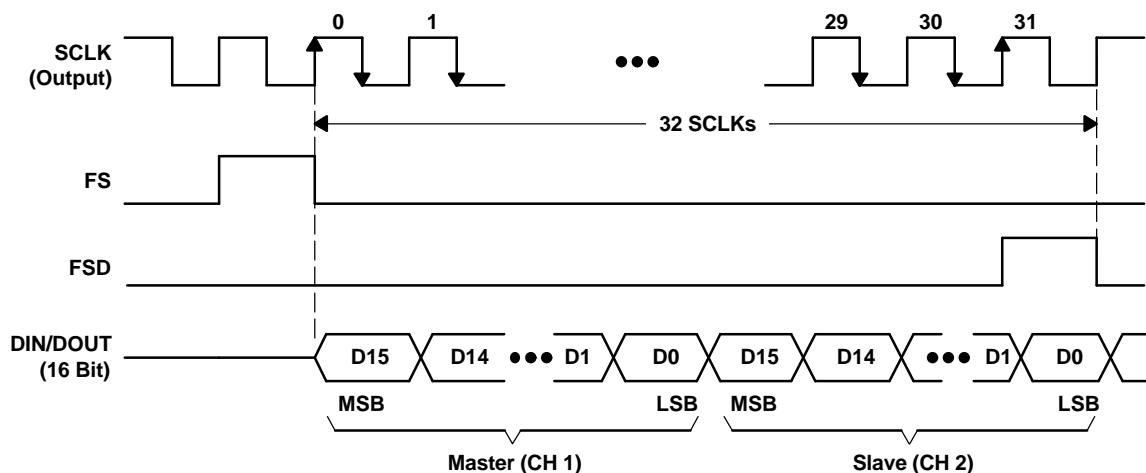 0 1 29 30 31
SCLK
(Output)
•••
32 SCLKs
FS
FSD
DIN/DOUT
(16 Bit)
D15 D14 ••• D1 D0 D15 D14 ••• D1 D0
MSB LSB MSB LSB
Master (CH 1) Slave (CH 2)